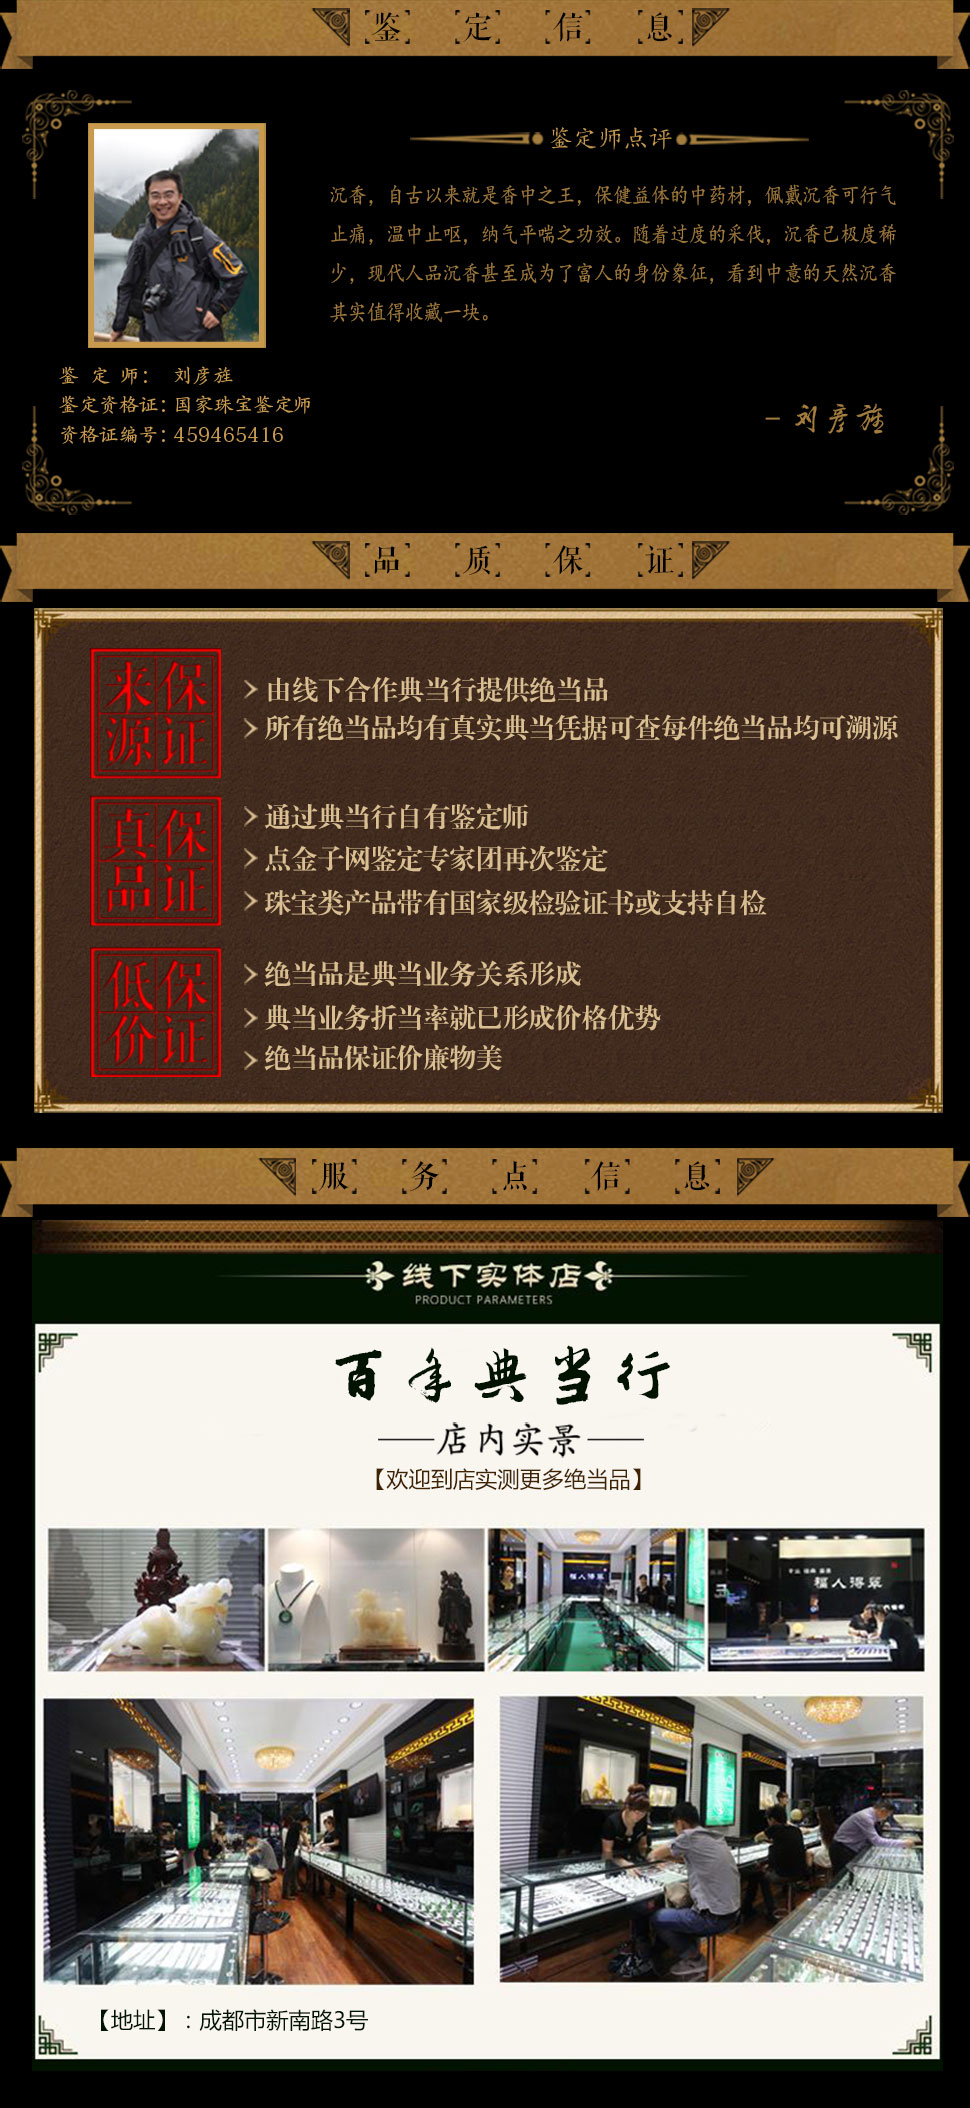 鉴定信息
鉴定师点评
沉香，自古以来就是香中之王，保健益体的中药材，佩戴沉香可行气
止痛，温中止呕，纳气平喘之功效。随着过度的采伐，沉香已极度稀
少，现代人品沉香甚至成为了富人的身份象征，看到中意的天然沉香
其实值得收藏一块。
鉴 定 师： 刘彦旌
鉴定资格证：国家珠宝鉴定师
资格证编号：459465416
- 刘彦旌
品质保证
保证来源
由线下合作典当行提供绝当品
所有绝当品均有真实典当凭据可查每件绝当品均可溯源
保证真品
通过典当行自有鉴定师
点金子网鉴定专家团再次鉴定
珠宝类产品带有国家级检验证书或支持自检
保证低价
绝当品是典当业务关系形成
典当业务折当率就已形成价格优势
绝当品保证价廉物美
服务点信息
线下实体店
PRODUCT PARAMETERS
百年典当行
店内实景
【欢迎到店实测更多绝当品】
福人得翠
福人得翠
【地址】：成都市新南路3号